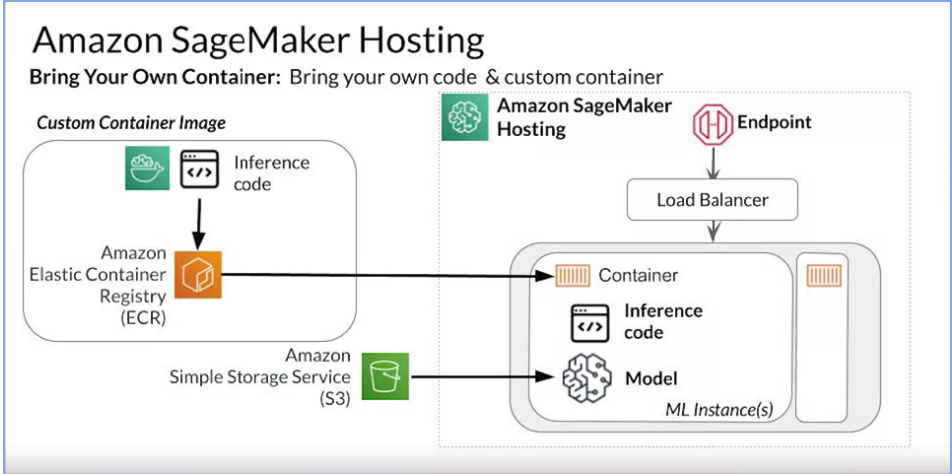 Amazon SageMaker Hosting
Bring Your Own Container: Bring your own code & custom container
Custom Container Image
Inference
code
Amazon
Elastic Container
Registry
(ECR)
Amazon
Simple Storage Service
(S3)
Amazon SageMaker
Hosting
Endpoint
Load Balancer
Container
Inference
code
Model
ML Instance(s)